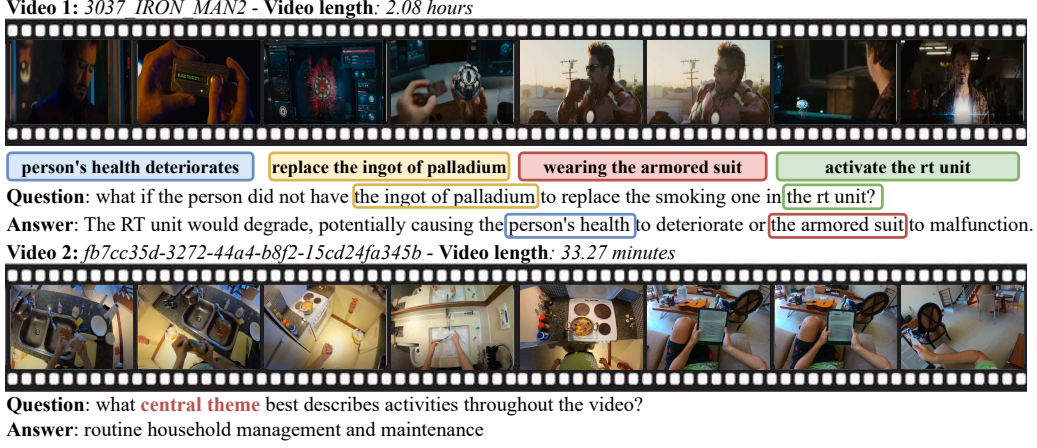 Video 1: 3037_IRON_MAN2 - Video length: 2.08 hours
person's health deteriorates replace the ingot of palladium wearing the armored suit activate the rt unit
Question: what if the person did not have the ingot of palladium to replace the smoking one in the rt unit?
Answer: The RT unit would degrade, potentially causing the person's health to deteriorate or the armored suit to malfunction.
Video 2: fb7cc35d-3272-44a4-b8f2-15cd24fa345b - Video length: 33.27 minutes
Question: what central theme best describes activities throughout the video?
Answer: routine household management and maintenance